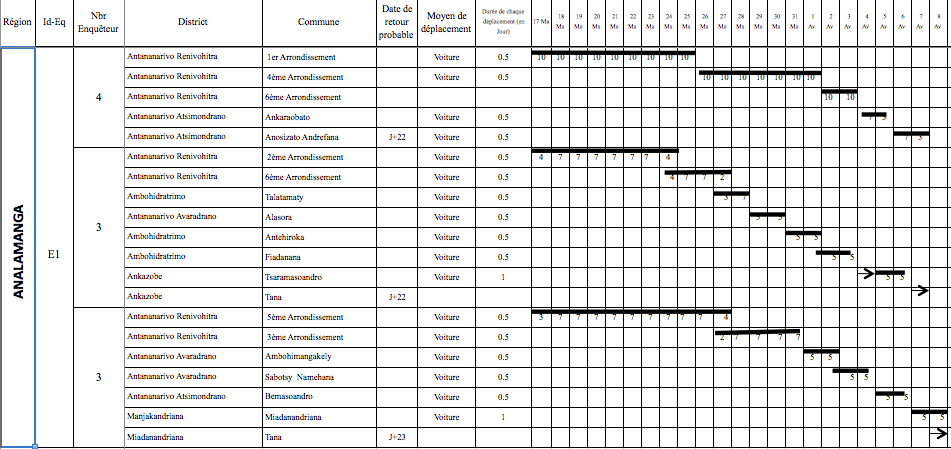 Région Id-Eq Nbr Enquêteur District Commune Date de retour probable Moyen de déplacement Durée de chaque déplacement (en Jour) 17 Ma 18 Ma 19 Ma 20 Ma 21 Ma 22 Ma 23 Ma 24 Ma 25 Ma 26 Ma 27 Ma 28 Ma 29 Ma 30 Ma 31 Ma 1 Av 2 Av 3 Av 4 Av 5 Av 6 Av 7 Av 8 Av
ANALAMANGA
E1
4
Antananarivo Renivohitra 1er Arrondissement Voiture 0.5 10 10 10 10 10 10 10 10 10
Antananarivo Renivohitra 4ème Arrondissement Voiture 0.5 10 10 10 10 10 10 10
Antananarivo Renivohitra 6ème Arrondissement 10 10
Antananarivo Atsimondrano Ankaraobato Voiture 0.5 7 3
Antananarivo Atsimondrano Anosizato Andrefana J+22 Voiture 0.5 7 3
3
Antananarivo Renivohitra 2ème Arrondissement Voiture 0.5 4 7 7 7 7 7 7 4
Antananarivo Renivohitra 6ème Arrondissement Voiture 0.5 4 7 7 2
Ambohidratrimo Talatamaty Voiture 0.5 3 7
Antananarivo Avaradrano Alasora Voiture 0.5 5 5
Ambohidratrimo Antehiroka Voiture 0.5 5 5
Ambohidratrimo Fiadanana Voiture 0.5 5 5
Ankazobe Tsaramasoandro Voiture 1 5 5
Ankazobe Tana J+22
3
Antananarivo Renivohitra 5ème Arrondissement Voiture 0.5 3 7 7 7 7 7 7 7 7 7 4
Antananarivo Renivohitra 3ème Arrondissement Voiture 0.5 2 7 7 7 7
Antananarivo Avaradrano Ambohimangakely Voiture 0.5 5 5
Antananarivo Avaradrano Sabotsy Namehana Voiture 0.5 5 5
Antananarivo Atsimondrano Bemasoandro Voiture 0.5 5 5
Manjakandriana Miadanandriana Voiture 1 5 5
Miadanandriana Tana J+23